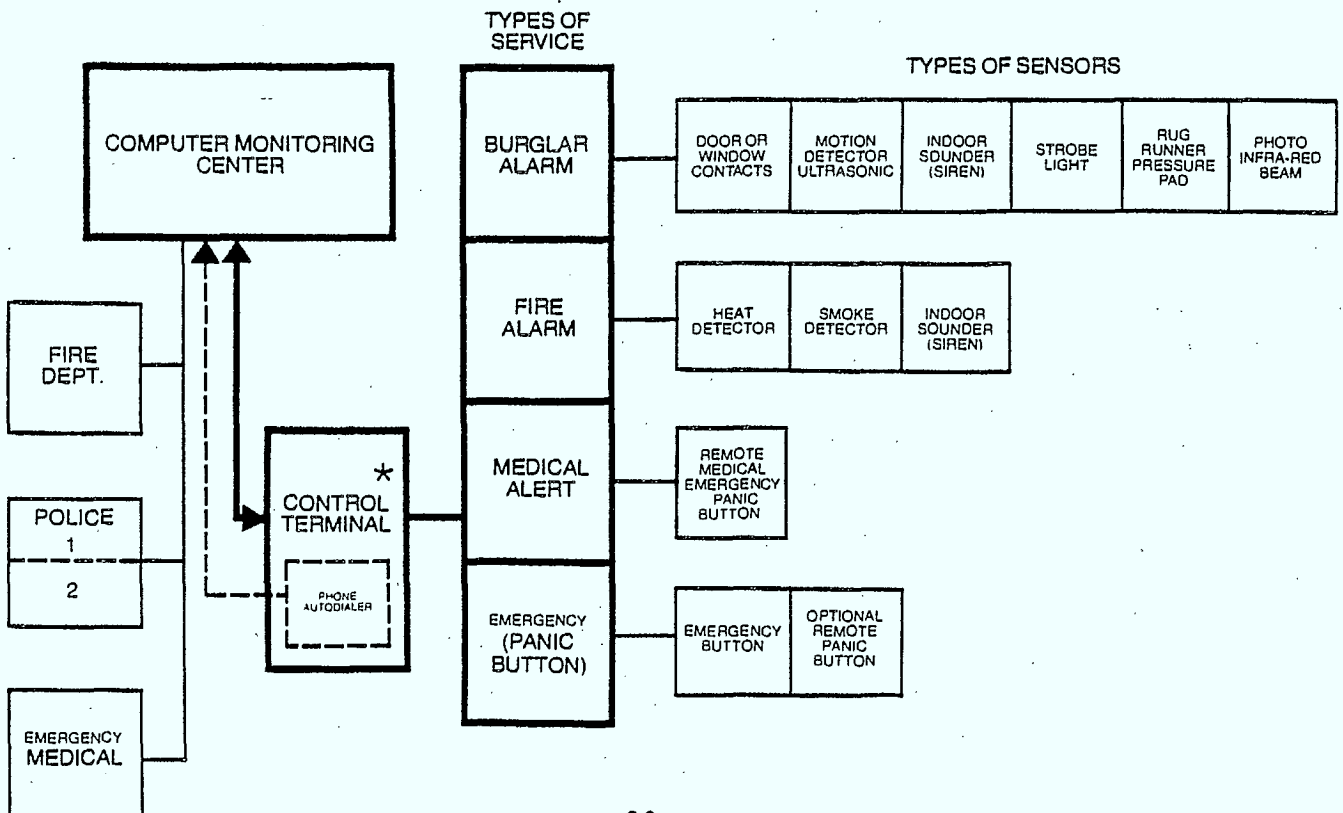 TYPES OF
SERVICE
TYPES OF SENSORS
COMPUTER MONITORING
CENTER
BURGLAR
ALARM
DOOR OR
WINDOW
CONTACTS
MOTION
DETECTOR
ULTRASONIC
INDOOR
SOUNDER
(SIREN)
STROBE
LIGHT
RUG
RUNNER
PRESSURE
PAD
PHOTO
INFRA-RED
BEAM
FIRE
ALARM
HEAT
DETECTOR
SMOKE
DETECTOR
INDOOR
SOUNDER
(SIREN)
FIRE
DEPT.
MEDICAL
ALERT
REMOTE
MEDICAL
EMERGENCY
PANIC
BUTTON
*
CONTROL
TERMINAL
PHONE
AUTODIALER
POLICE
1
2
EMERGENCY
(PANIC
BUTTON)
EMERGENCY
BUTTON
OPTIONAL
REMOTE
PANIC
BUTTON
EMERGENCY
MEDICAL